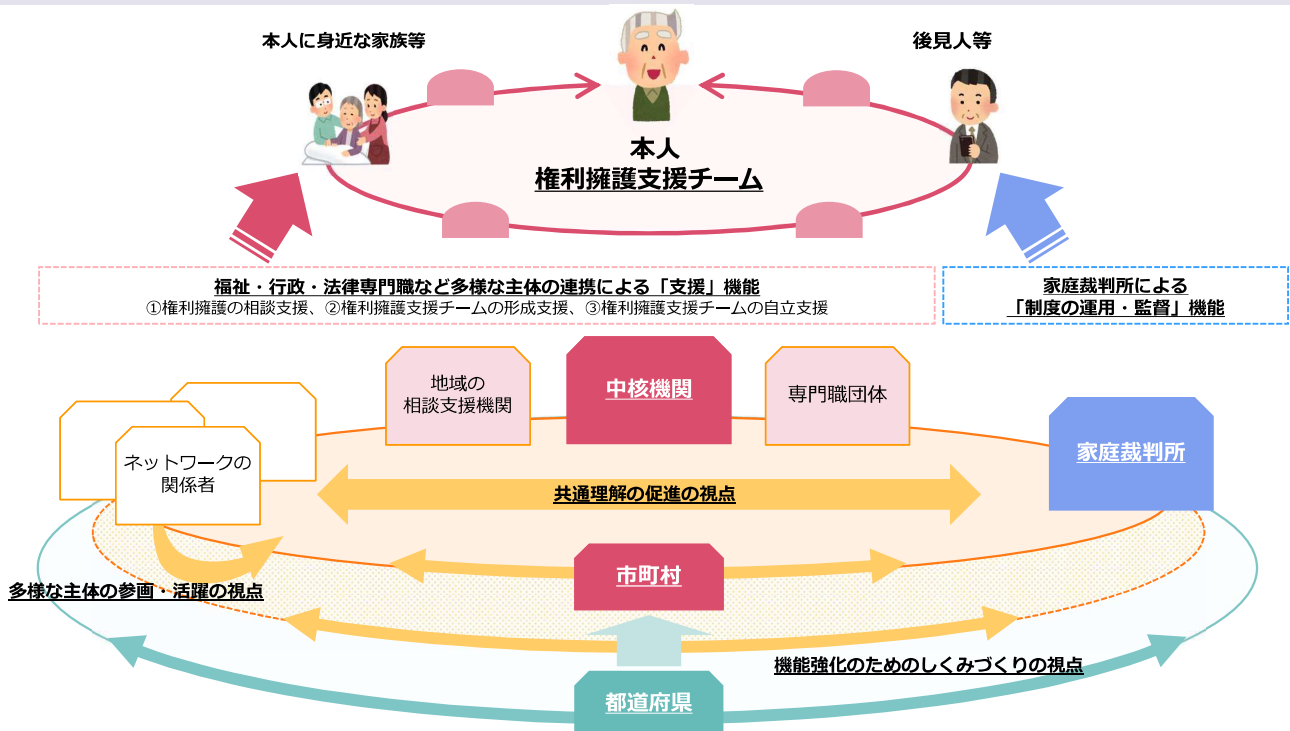 本人に身近な家族等
後見人等
本人
権利擁護支援チーム
福祉・行政・法律専門職など多様な主体の連携による「支援」機能
①権利擁護の相談支援、②権利擁護支援チームの形成支援、③権利擁護支援チームの自立支援
家庭裁判所による
「制度の運用・監督」機能
地域の
相談支援機関
中核機関
専門職団体
ネットワークの
関係者
家庭裁判所
共通理解の促進の視点
市町村
多様な主体の参画・活躍の視点
機能強化のためのしくみづくりの視点
都道府県